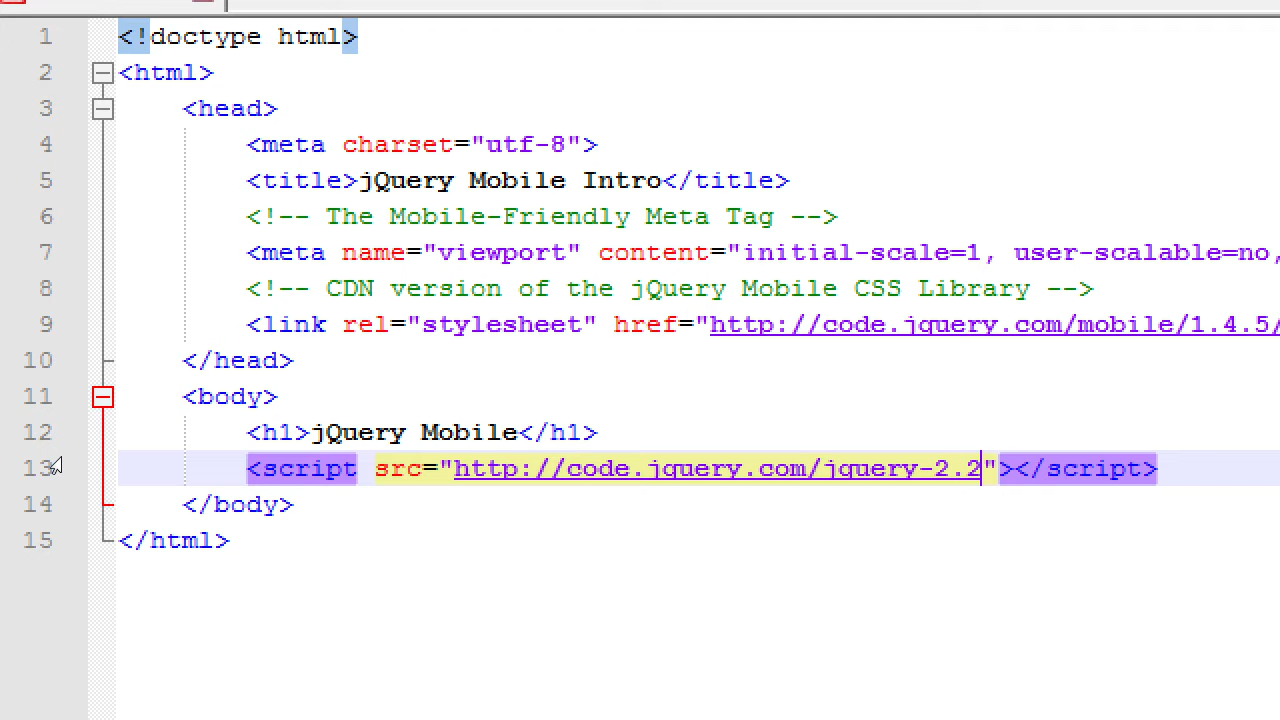 1 <!doctype html>
2 <html>
3 <head>
4 <meta charset="utf-8">
5 <title>jQuery Mobile Intro</title>
6 <!-- The Mobile-Friendly Meta Tag -->
7 <meta name="viewport" content="initial-scale=1, user-scalable=no,
8 <!-- CDN version of the jQuery Mobile CSS Library -->
9 <link rel="stylesheet" href="http://code.jquery.com/mobile/1.4.5/
10 </head>
11 <body>
12 <h1>jQuery Mobile</h1>
13 <script src="http://code.jquery.com/jquery-2.2"></script>
14 </body>
15 </html>